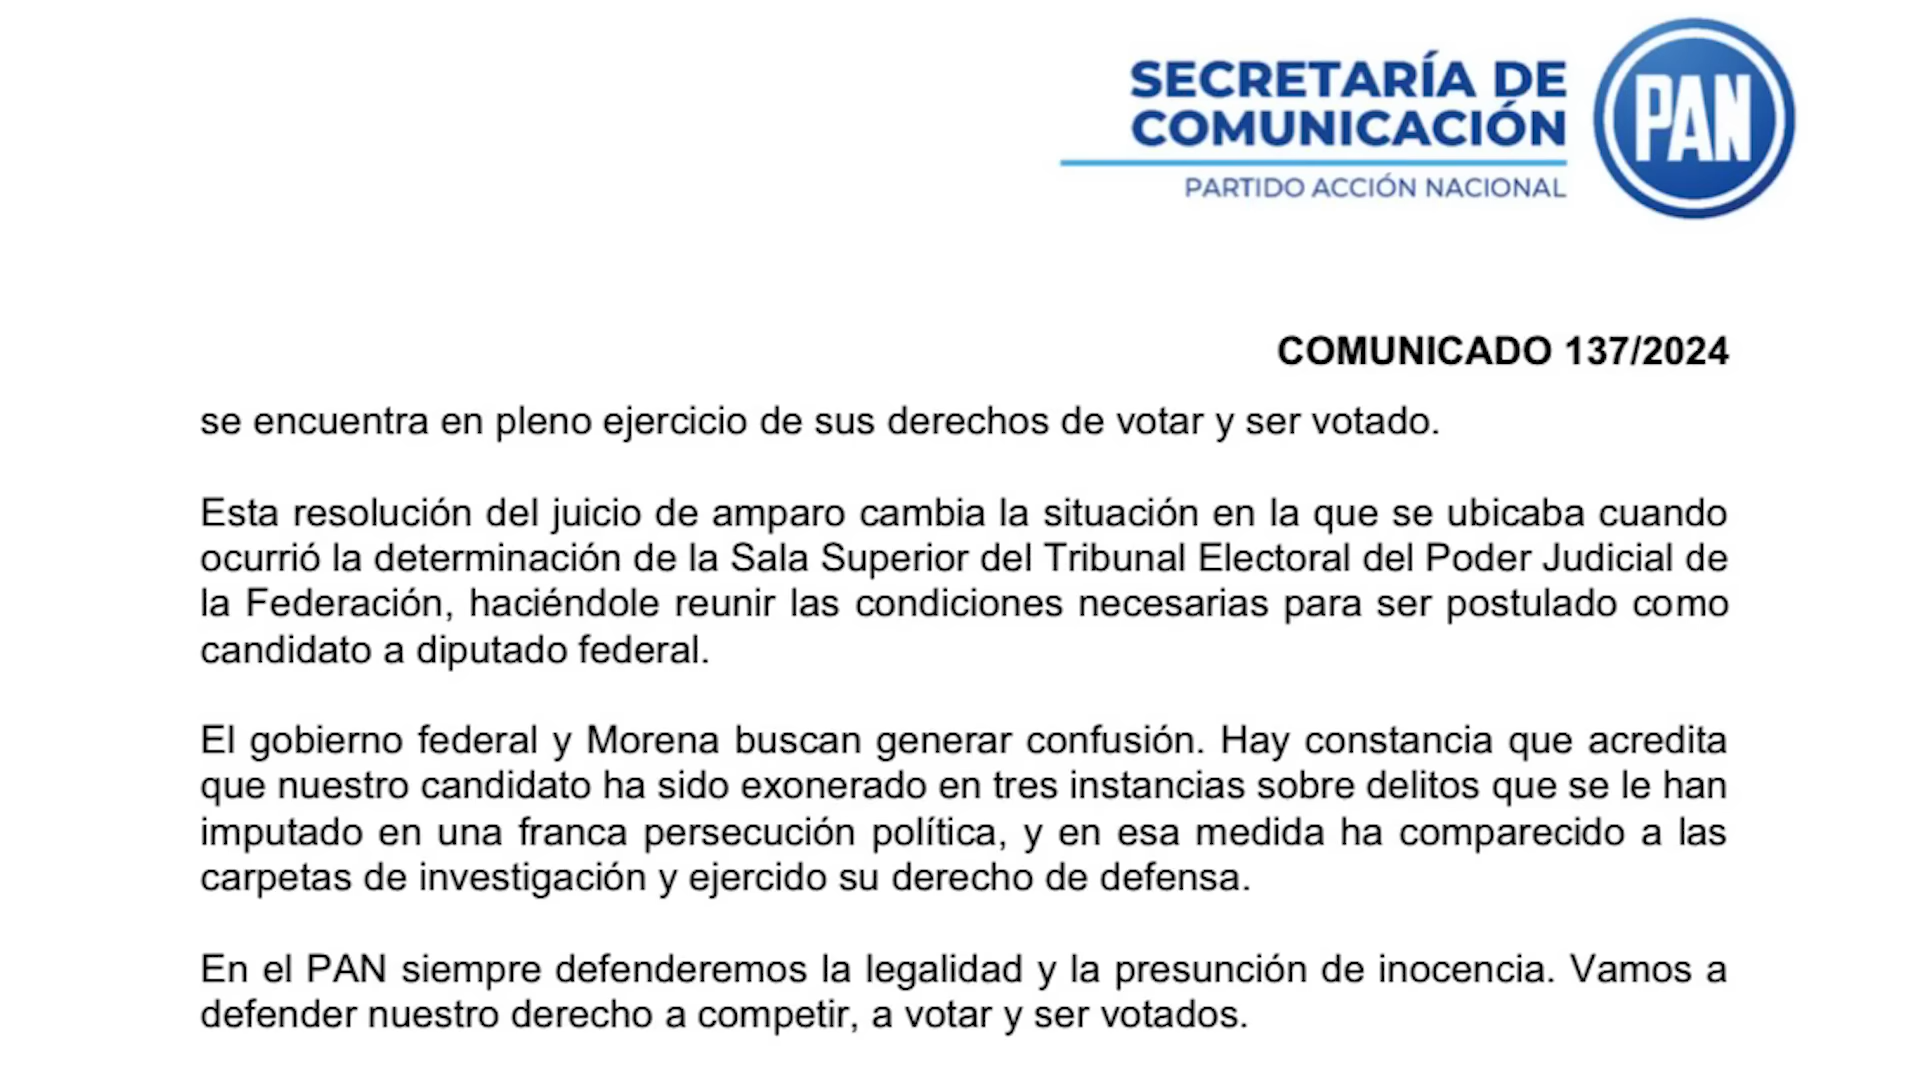 SECRETARÍA DE
COMUNICACIÓN
PARTIDO ACCIÓN NACIONAL
PAN
COMUNICADO 137/2024
se encuentra en pleno ejercicio de sus derechos de votar y ser votado.
Esta resolución del juicio de amparo cambia la situación en la que se ubicaba cuando
ocurrió la determinación de la Sala Superior del Tribunal Electoral del Poder Judicial de
la Federación, haciéndole reunir las condiciones necesarias para ser postulado como
candidato a diputado federal.
El gobierno federal y Morena buscan generar confusión. Hay constancia que acredita
que nuestro candidato ha sido exonerado en tres instancias sobre delitos que se le han
imputado en una franca persecución política, y en esa medida ha comparecido a las
carpetas de investigación y ejercido su derecho de defensa.
En el PAN siempre defenderemos la legalidad y la presunción de inocencia. Vamos a
defender nuestro derecho a competir, a votar y ser votados.